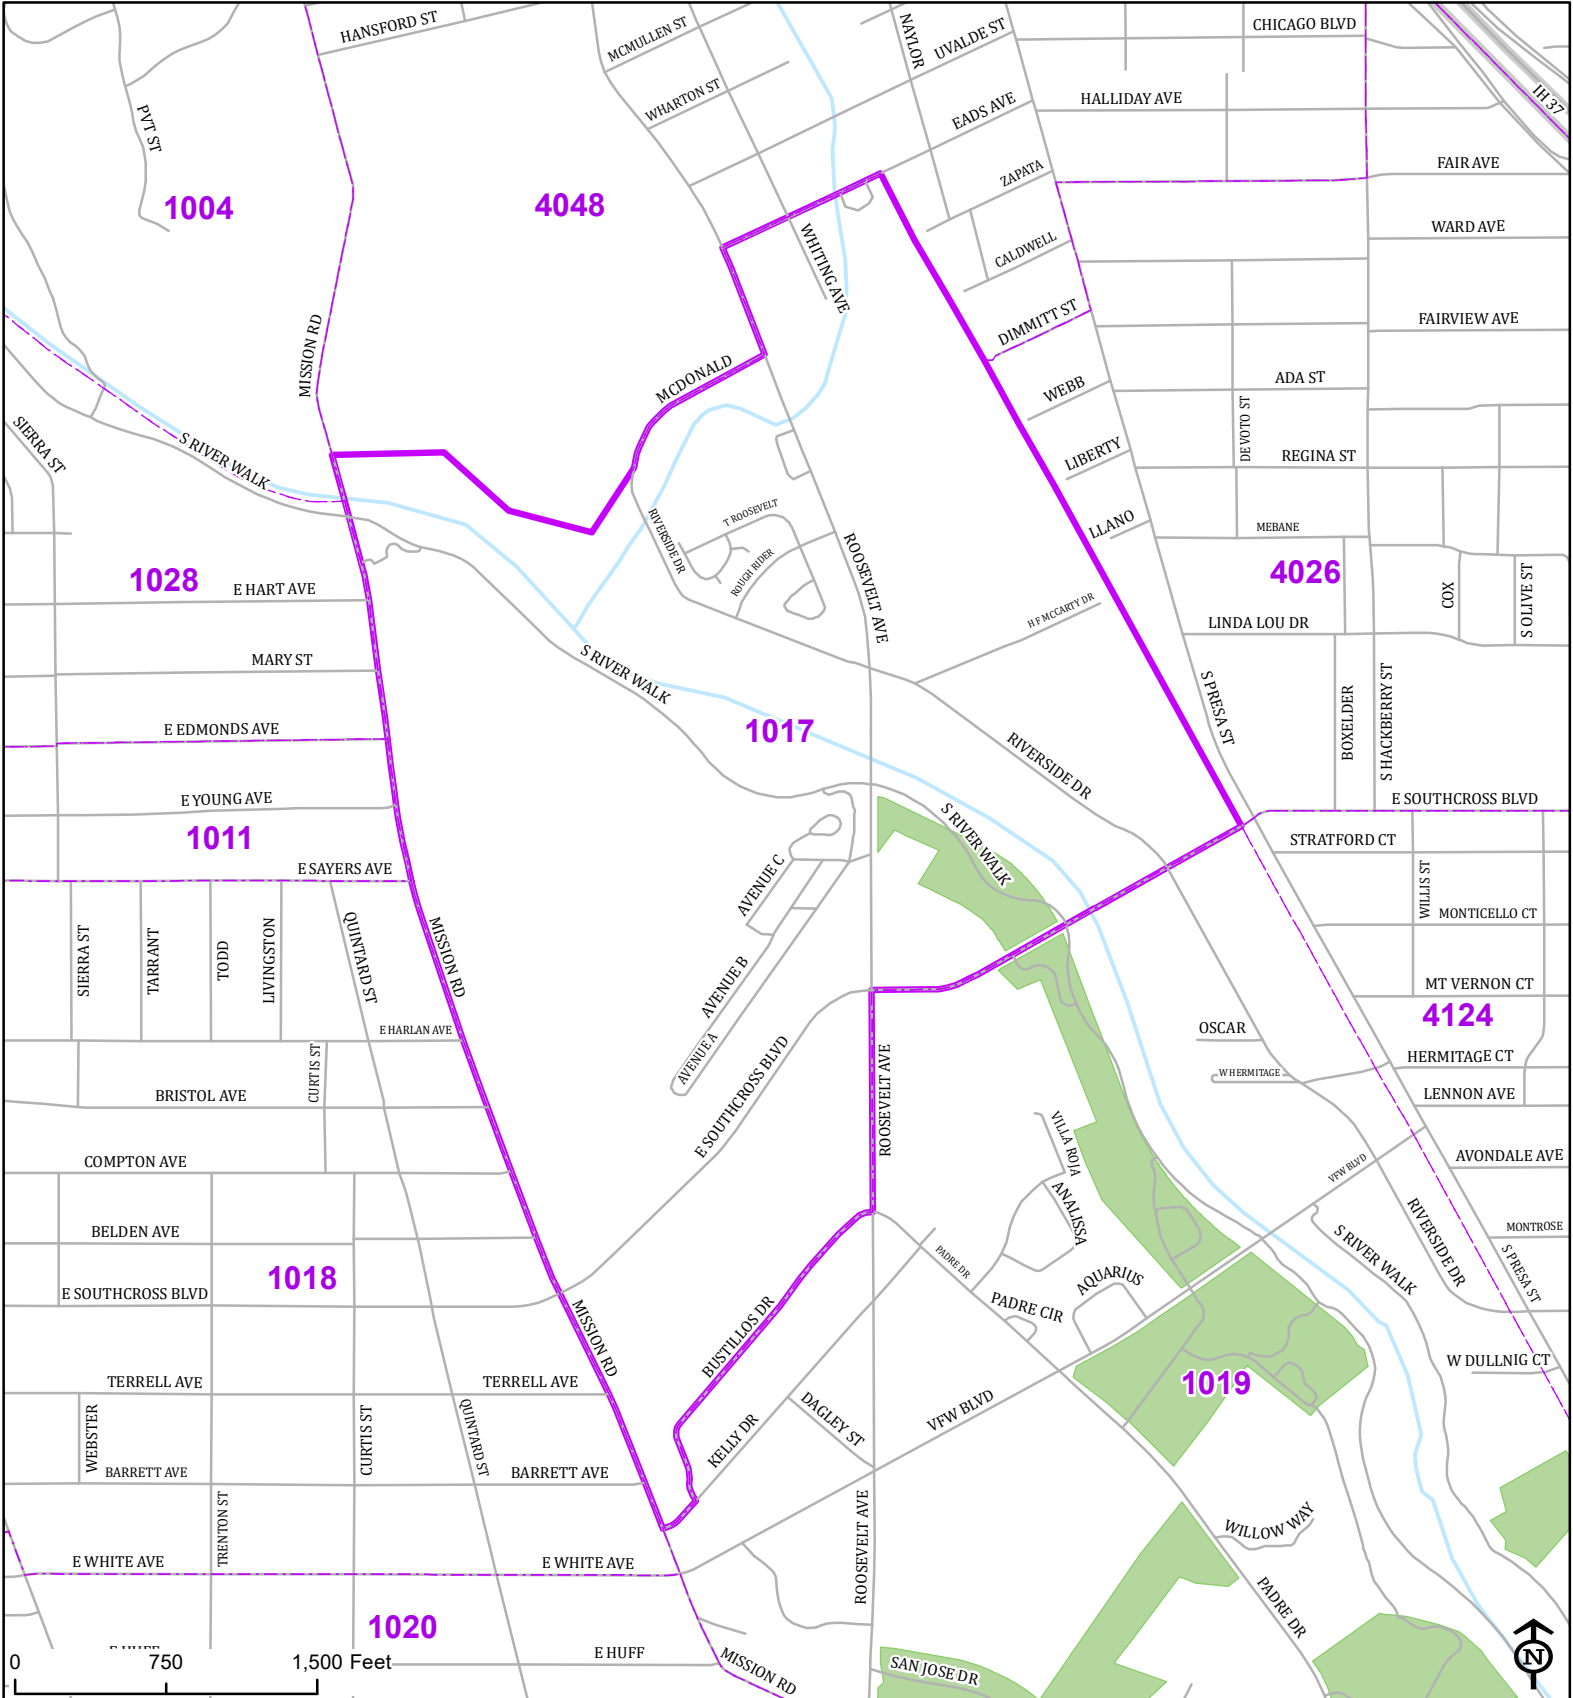 HANSFORD ST
MCMULLEN ST
NAYLOR
UVALDE ST
CHICAGO BLVD
WHARTON ST
EADS AVE
HALLIDAY AVE
IH 37
PVT ST
ZAPATA
FAIR AVE
1004
4048
WARD AVE
WHITING AVE
CALDWELL
MISSION RD
DIMMITT ST
FAIRVIEW AVE
MCDONALD
WEBB
ADA ST
SIERRA ST
S RIVER WALK
LIBERTY
DEVOTO ST
REGINA ST
RIVERSIDE DR
T ROOSEVELT
LLANO
MEBANE
ROUGH RIDER
ROOSEVELT AVE
1028
E HART AVE
4026
COX
S OLIVE ST
H F MCCARTY DR
LINDA LOU DR
MARY ST
S RIVER WALK
S PRESA ST
BOXELDER
S HACKBERRY ST
E EDMONDS AVE
1017
RIVERSIDE DR
E YOUNG AVE
E SOUTHCROSS BLVD
1011
S RIVER WALK
STRATFORD CT
E SAYERS AVE
AVENUE C
WILLIS ST
MONTICELLO CT
SIERRA ST
TARRANT
TODD
LIVINGSTON
QUINTARD ST
MISSION RD
AVENUE B
MT VERNON CT
4124
E HARLAN AVE
AVENUE A
OSCAR
HERMITAGE CT
CURTIS ST
W HERMITAGE
BRISTOL AVE
E SOUTHCROSS BLVD
ROOSEVELT AVE
LENNON AVE
VILLA ROJA
COMPTON AVE
VFW BLVD
AVONDALE AVE
ANALISSA
BELDEN AVE
PADRE DR
RIVERSIDE DR
MONTROSE
S RIVER WALK
S PRESA ST
1018
E SOUTHCROSS BLVD
AQUARIUS
PADRE CIR
MISSION RD
BUSTILLOS DR
W DULLNIG CT
TERRELL AVE
TERRELL AVE
1019
WEBSTER
CURTIS ST
QUINTARD ST
KELLY DR
DAGLEY ST
VFW BLVD
BARRETT AVE
BARRETT AVE
TRENTON ST
ROOSEVELT AVE
WILLOW WAY
E WHITE AVE
E WHITE AVE
PADRE DR
1020
E HUFF
E HUFF
MISSION RD
SAN JOSE DR
N
0 750 1,500 Feet